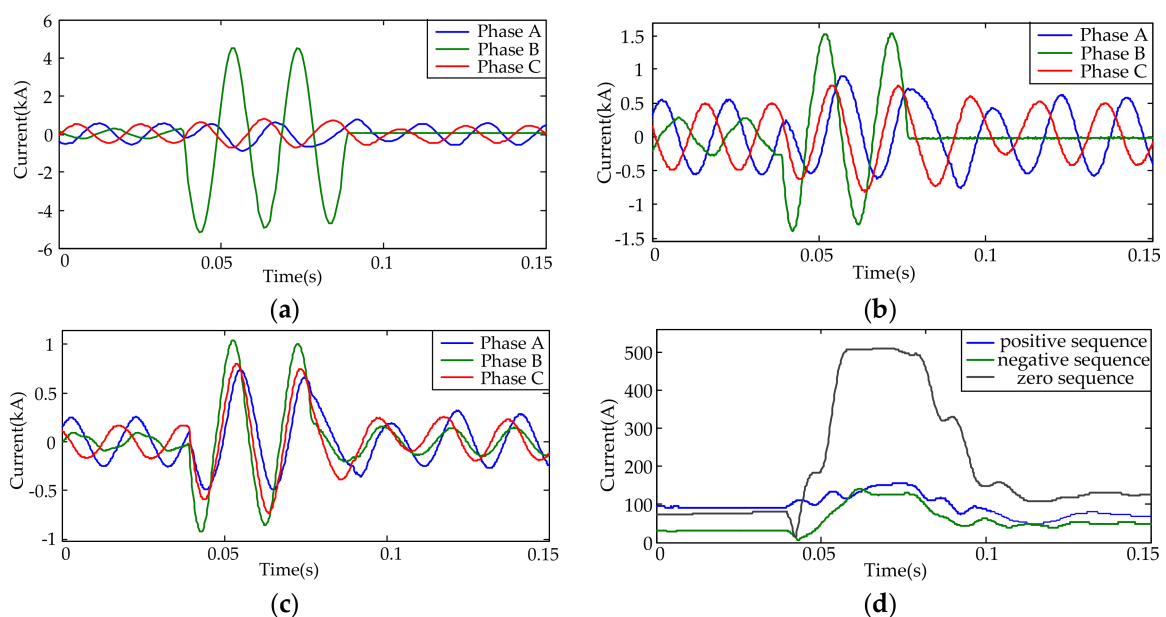 (a)
6
4
2
0
-2
-4
-6
Current(kA)
Phase A
Phase B
Phase C
0
0.05
0.1
0.15
Time(s)
(a)
(b)
1.5
1
0.5
0
-0.5
-1
-1.5
Current(kA)
Phase A
Phase B
Phase C
0
0.05
0.1
0.15
Time(s)
(b)
1
0.5
0
-0.5
-1
Current(kA)
Phase A
Phase B
Phase C
0
0.05
0.1
0.15
Time(s)
(c)
500
400
300
200
100
0
Current(A)
positive sequence
negative sequence
zero sequence
0
0.05
0.1
0.15
Time(s)
(d)